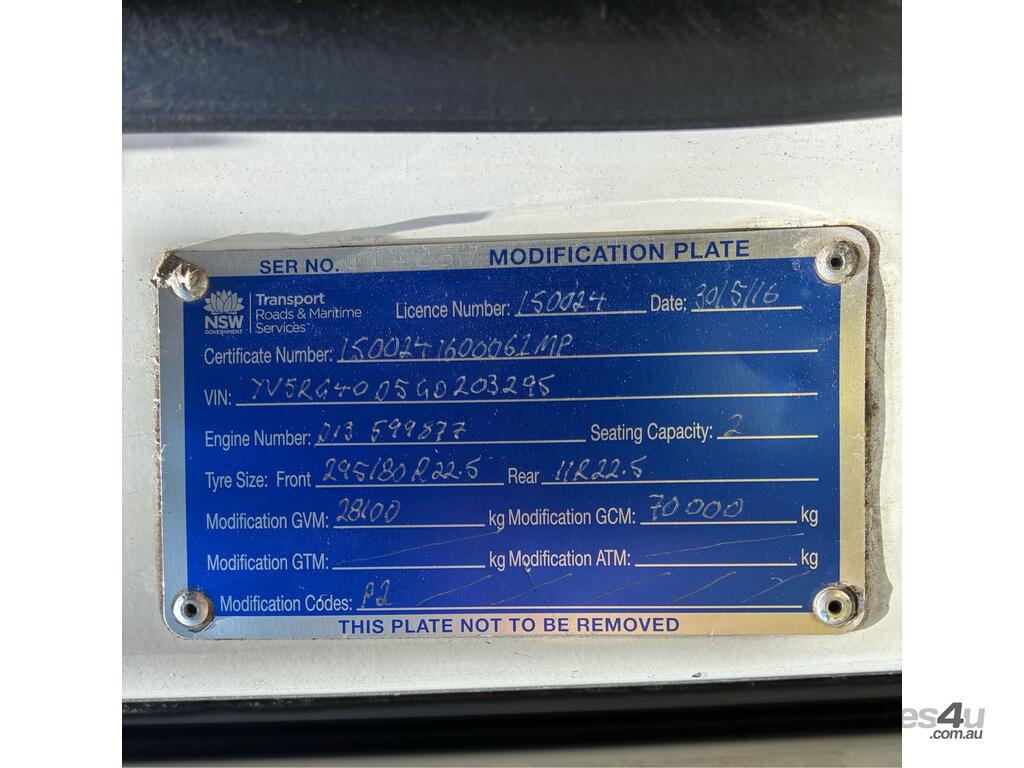 SER NO. MODIFICATION PLATE
NSW GOVERNMENT Transport Roads & Maritime Services
Licence Number: 150024 Date: 30/5/16
Certificate Number: 1500241600061MP
VIN: YV5RG40D5GD203295
Engine Number: D13 599877 Seating Capacity: 2
Tyre Size: Front 295/80R22.5 Rear 11R22.5
Modification GVM: 28100 kg Modification GCM: 70000 kg
Modification GTM: kg Modification ATM: kg
Modification Codes: P2
THIS PLATE NOT TO BE REMOVED
es4u
.com.au